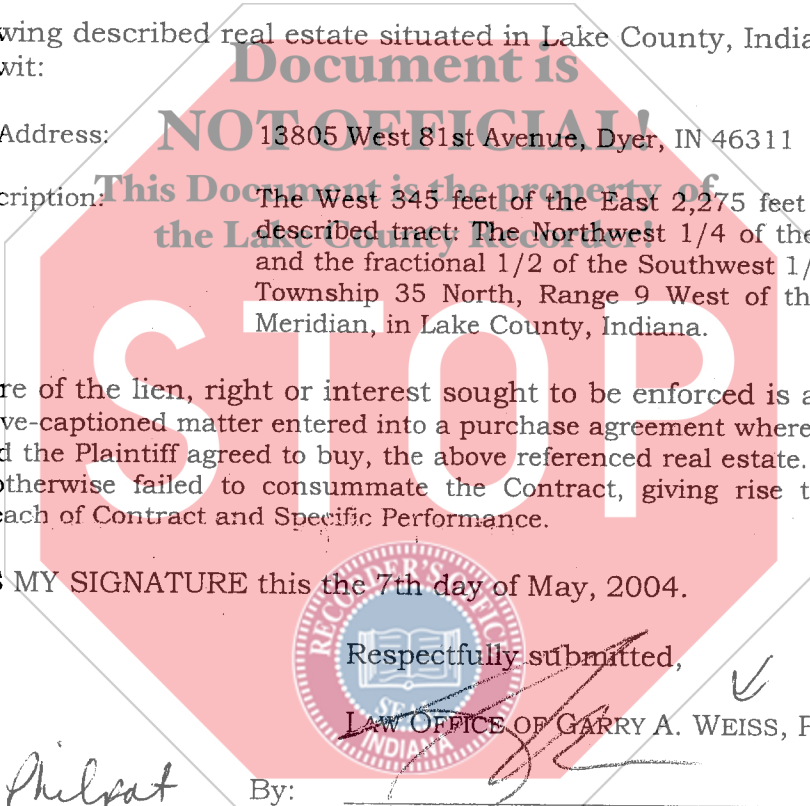 wing described real estate situated in Lake County, India
wit:
Document is
NOT OFFICIAL!
Address: 13805 West 81st Avenue, Dyer, IN 46311
This Document is the property of
the Lake County Recorder!
cription: The West 345 feet of the East 2,275 feet
described tract: The Northwest 1/4 of the
and the fractional 1/2 of the Southwest 1/
Township 35 North, Range 9 West of th
Meridian, in Lake County, Indiana.
STOP
re of the lien, right or interest sought to be enforced is a
ve-captioned matter entered into a purchase agreement where
d the Plaintiff agreed to buy, the above referenced real estate.
otherwise failed to consummate the Contract, giving rise t
each of Contract and Specific Performance.
S MY SIGNATURE this the 7th day of May, 2004.
RECORDER'S OFFICE
SEAL
INDIANA
Respectfully submitted,
LAW OFFICE OF GARRY A. WEISS, P
By: